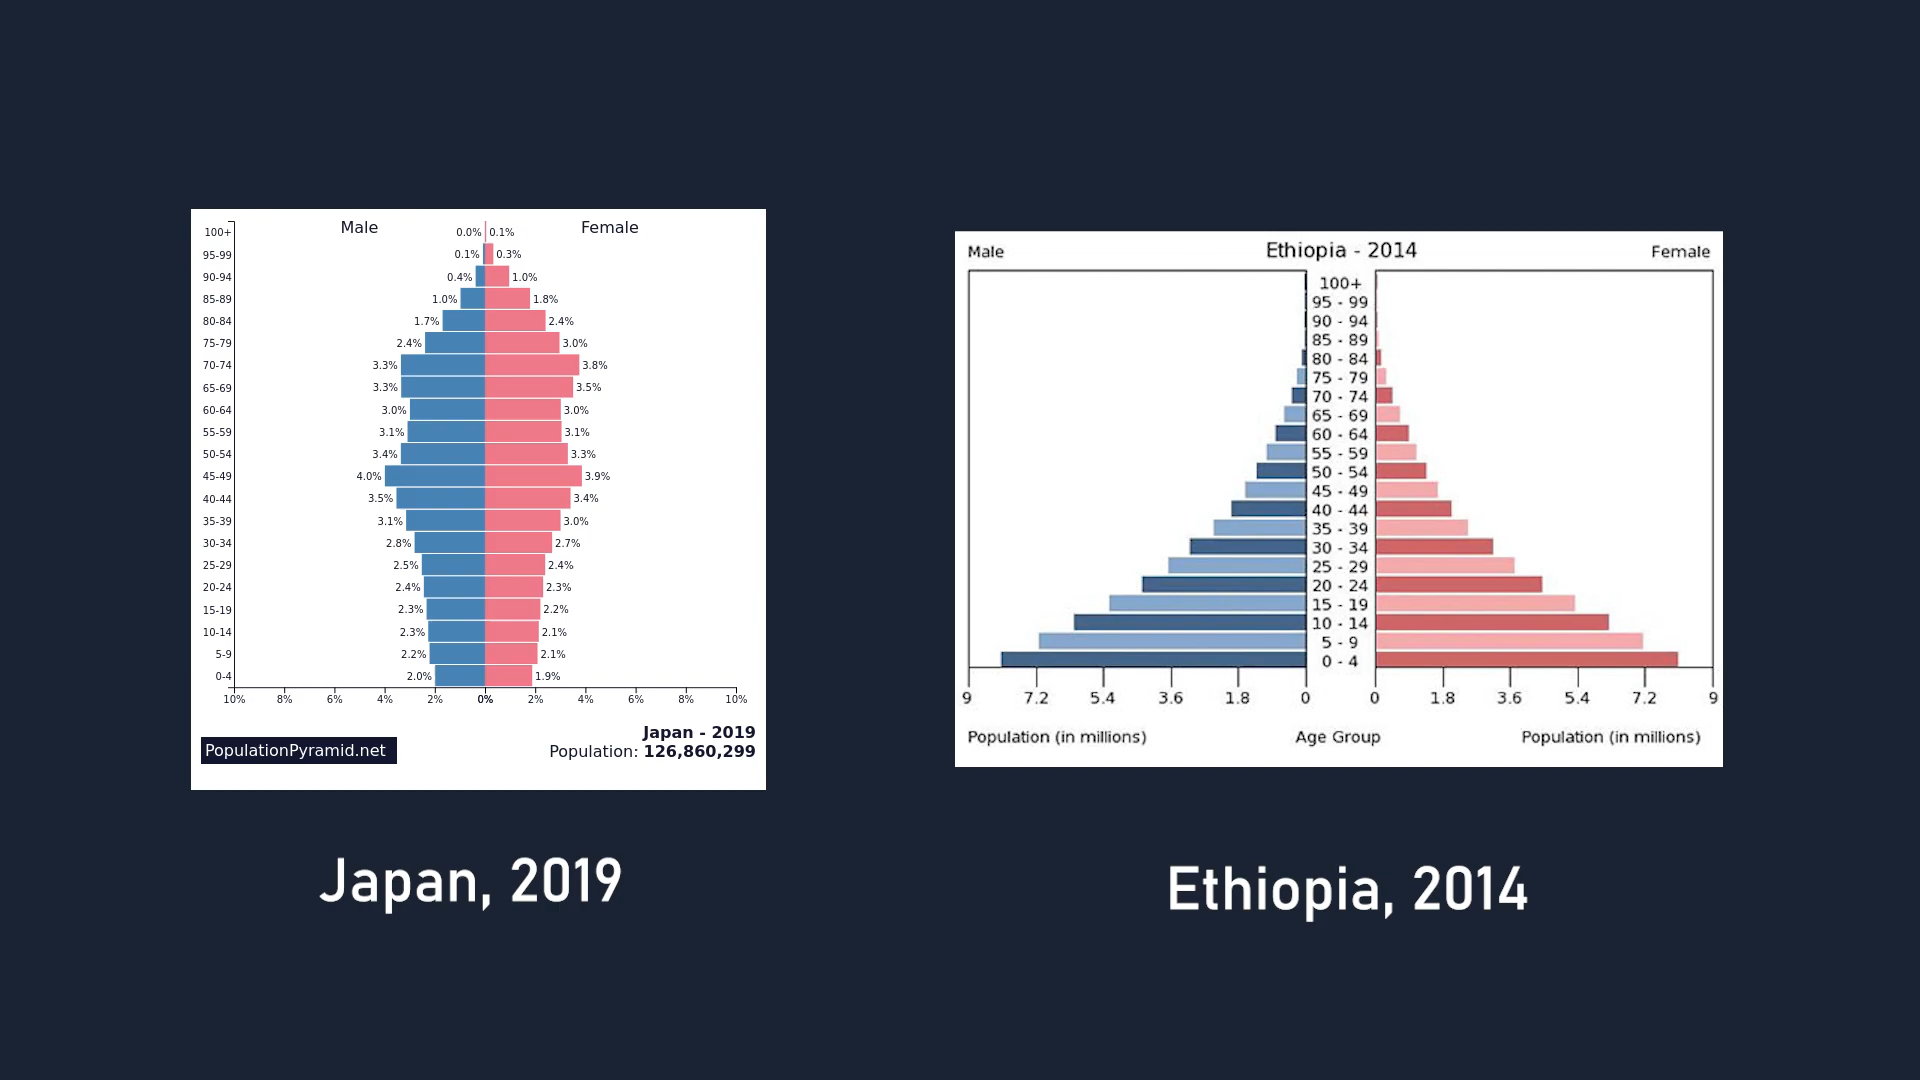 Male Female
100+ 0.0% 0.1%
95-99 0.1% 0.3%
90-94 0.4% 1.0%
85-89 1.0% 1.8%
80-84 1.7% 2.4%
75-79 2.4% 3.0%
70-74 3.3% 3.8%
65-69 3.3% 3.5%
60-64 3.0% 3.0%
55-59 3.1% 3.1%
50-54 3.4% 3.3%
45-49 4.0% 3.9%
40-44 3.5% 3.4%
35-39 3.1% 3.0%
30-34 2.8% 2.7%
25-29 2.5% 2.4%
20-24 2.4% 2.3%
15-19 2.3% 2.2%
10-14 2.3% 2.1%
5-9 2.2% 2.1%
0-4 2.0% 1.9%
10% 8% 6% 4% 2% 0% 2% 4% 6% 8% 10%
Japan - 2019
PopulationPyramid.net Population: 126,860,299
Japan, 2019
Male Ethiopia - 2014 Female
100+
95 - 99
90 - 94
85 - 89
80 - 84
75 - 79
70 - 74
65 - 69
60 - 64
55 - 59
50 - 54
45 - 49
40 - 44
35 - 39
30 - 34
25 - 29
20 - 24
15 - 19
10 - 14
5 - 9
0 - 4
9 7.2 5.4 3.6 1.8 0 0 1.8 3.6 5.4 7.2 9
Population (in millions) Age Group Population (in millions)
Ethiopia, 2014